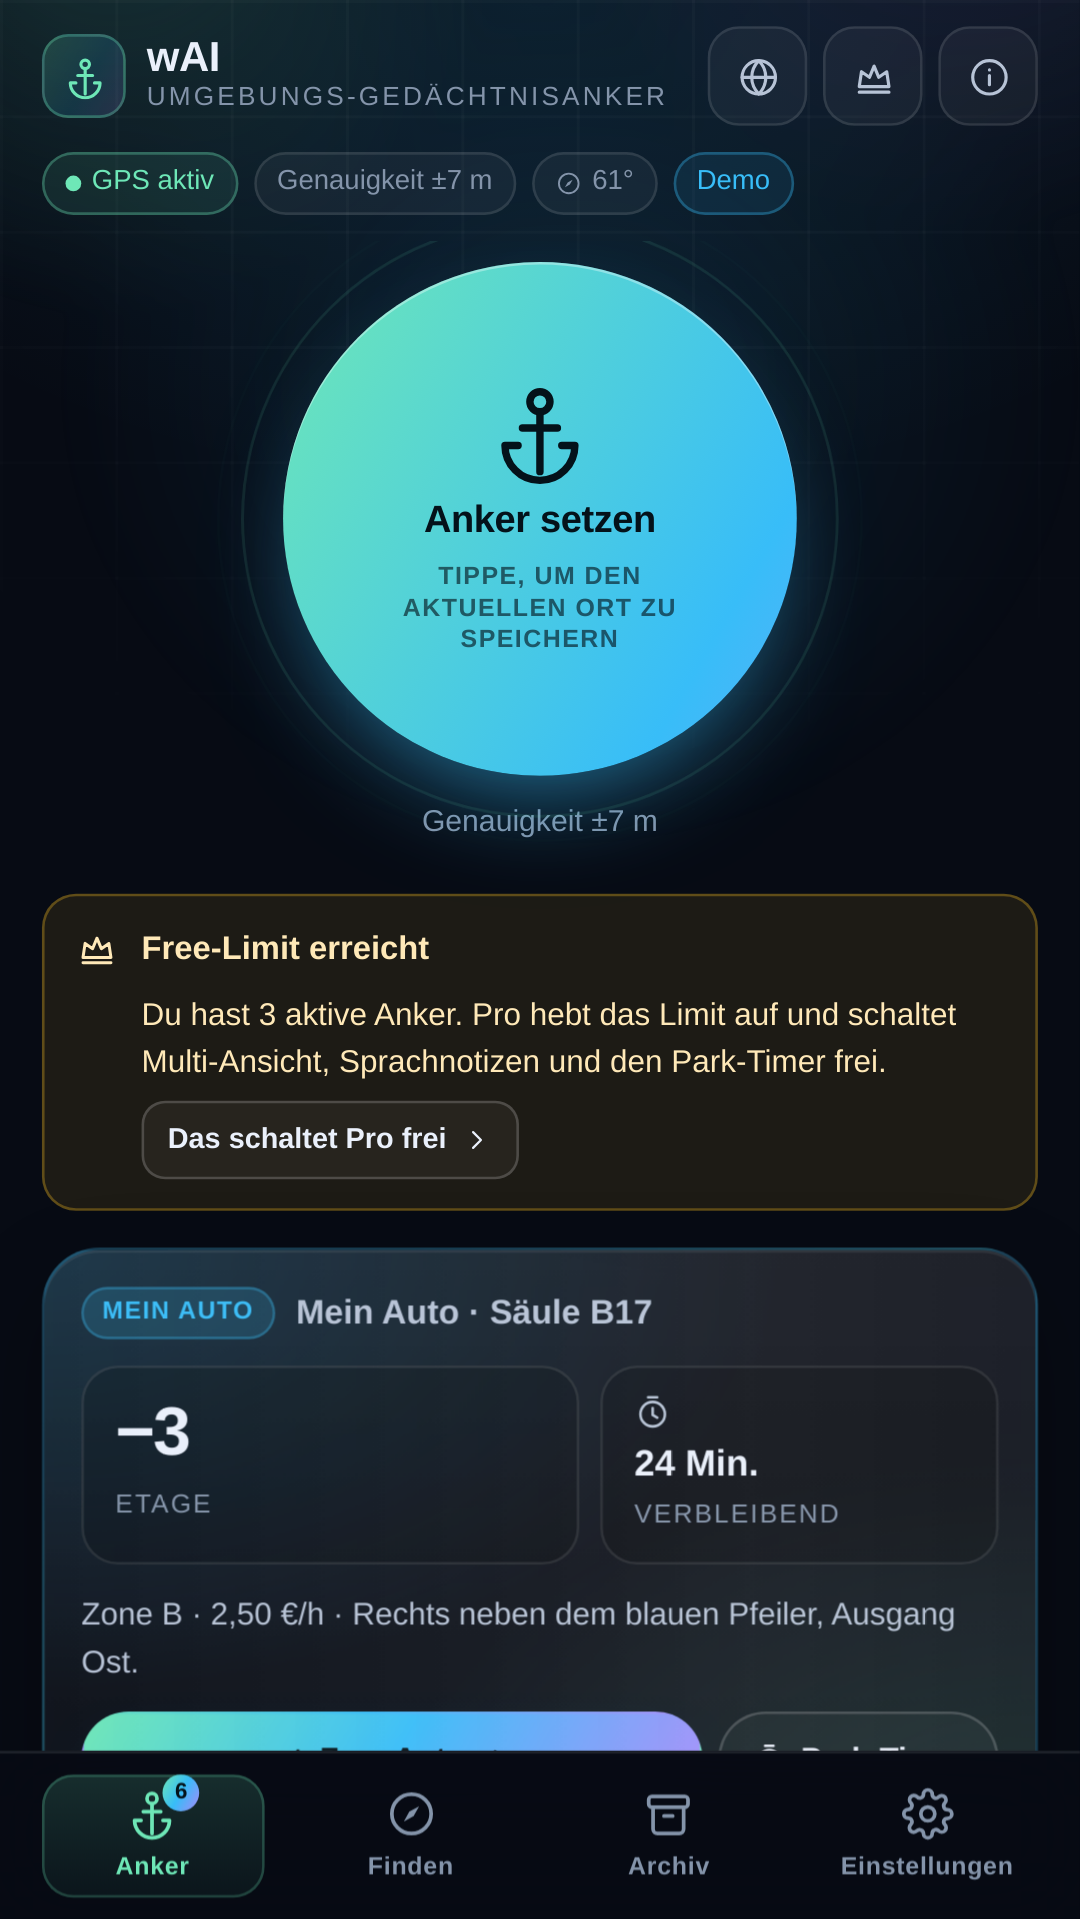 wAI
UMGEBUNGS-GEDÄCHTNISANKER
GPS aktiv
Genauigkeit ±7 m
61°
Demo
Anker setzen
TIPPE, UM DEN
AKTUELLEN ORT ZU
SPEICHERN
Genauigkeit ±7 m
Free-Limit erreicht
Du hast 3 aktive Anker. Pro hebt das Limit auf und schaltet
Multi-Ansicht, Sprachnotizen und den Park-Timer frei.
Das schaltet Pro frei
MEIN AUTO
Mein Auto · Säule B17
−3
ETAGE
24 Min.
VERBLEIBEND
Zone B · 2,50 €/h · Rechts neben dem blauen Pfeiler, Ausgang
Ost.
6
Anker
Finden
Archiv
Einstellungen